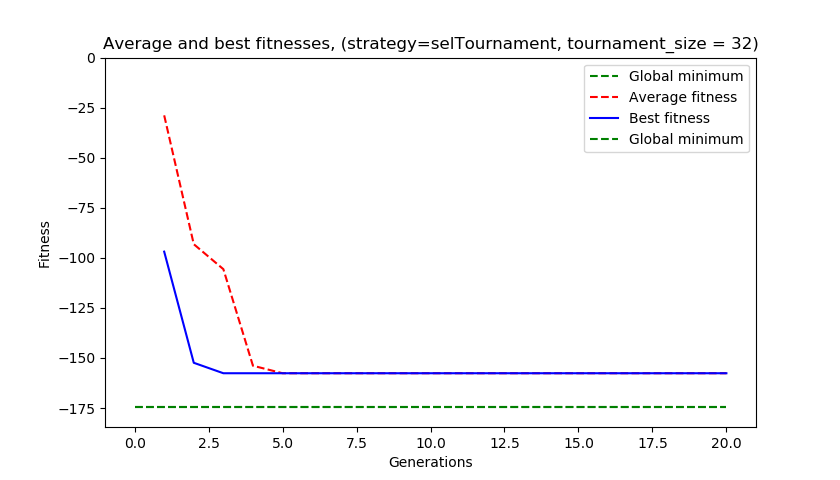 Average and best fitnesses, (strategy=selTournament, tournament_size = 32)
Global minimum
Average fitness
Best fitness
Global minimum
Fitness
0
−25
−50
−75
−100
−125
−150
−175
0.0 2.5 5.0 7.5 10.0 12.5 15.0 17.5 20.0
Generations